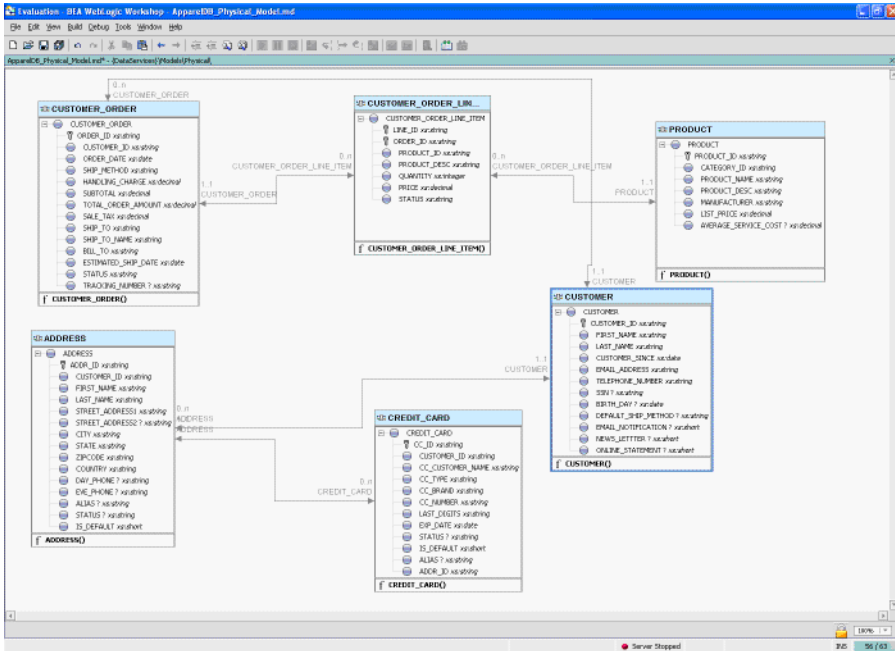 Evaluation - BEA WebLogic Workshop - ApparelDB_Physical_Model.md
File Edit View Build Debug Tools Window Help
ApparelDB_Physical_Model.md* - {DataServices}\Models\Physical\
0..n
CUSTOMER_ORDER
CUSTOMER_ORDER
CUSTOMER_ORDER
ORDER_ID xs:string
CUSTOMER_ID xs:string
ORDER_DATE xs:date
SHIP_METHOD xs:string
HANDLING_CHARGE xs:decimal
SUBTOTAL xs:decimal
TOTAL_ORDER_AMOUNT xs:decimal
SALE_TAX xs:decimal
SHIP_TO xs:string
SHIP_TO_NAME xs:string
BILL_TO xs:string
ESTIMATED_SHIP_DATE xs:date
STATUS xs:string
TRACKING_NUMBER ? xs:string
CUSTOMER_ORDER()
0..n
CUSTOMER_ORDER_LINE_ITEM
1..1
CUSTOMER_ORDER
CUSTOMER_ORDER_LIN...
CUSTOMER_ORDER_LINE_ITEM
LINE_ID xs:string
ORDER_ID xs:string
PRODUCT_ID xs:string
PRODUCT_DESC xs:string
QUANTITY xs:integer
PRICE xs:decimal
STATUS xs:string
CUSTOMER_ORDER_LINE_ITEM()
0..n
CUSTOMER_ORDER_LINE_ITEM
1..1
PRODUCT
PRODUCT
PRODUCT
PRODUCT_ID xs:string
CATEGORY_ID xs:string
PRODUCT_NAME xs:string
PRODUCT_DESC xs:string
MANUFACTURER xs:string
LIST_PRICE xs:decimal
AVERAGE_SERVICE_COST ? xs:decimal
PRODUCT()
1..1
CUSTOMER
CUSTOMER
CUSTOMER
CUSTOMER_ID xs:string
FIRST_NAME xs:string
LAST_NAME xs:string
CUSTOMER_SINCE xs:date
EMAIL_ADDRESS xs:string
TELEPHONE_NUMBER xs:string
SSN ? xs:string
BIRTH_DAY ? xs:date
DEFAULT_SHIP_METHOD ? xs:string
EMAIL_NOTIFICATION ? xs:short
NEWS_LETTTER ? xs:short
ONLINE_STATEMENT ? xs:short
CUSTOMER()
1..1
CUSTOMER
ADDRESS
ADDRESS
ADDR_ID xs:string
CUSTOMER_ID xs:string
FIRST_NAME xs:string
LAST_NAME xs:string
STREET_ADDRESS1 xs:string
STREET_ADDRESS2 ? xs:string
CITY xs:string
STATE xs:string
ZIPCODE xs:string
COUNTRY xs:string
DAY_PHONE ? xs:string
EVE_PHONE ? xs:string
ALIAS ? xs:string
STATUS ? xs:string
IS_DEFAULT xs:short
ADDRESS()
0..n
ADDRESS
ADDRESS
0..n
CREDIT_CARD
CREDIT_CARD
CREDIT_CARD
CC_ID xs:string
CUSTOMER_ID xs:string
CC_CUSTOMER_NAME xs:string
CC_TYPE xs:string
CC_BRAND xs:string
CC_NUMBER xs:string
LAST_DIGITS xs:string
EXP_DATE xs:date
STATUS ? xs:string
IS_DEFAULT xs:short
ALIAS ? xs:string
ADDR_ID xs:string
CREDIT_CARD()
100%
Server Stopped
INS
56 / 63